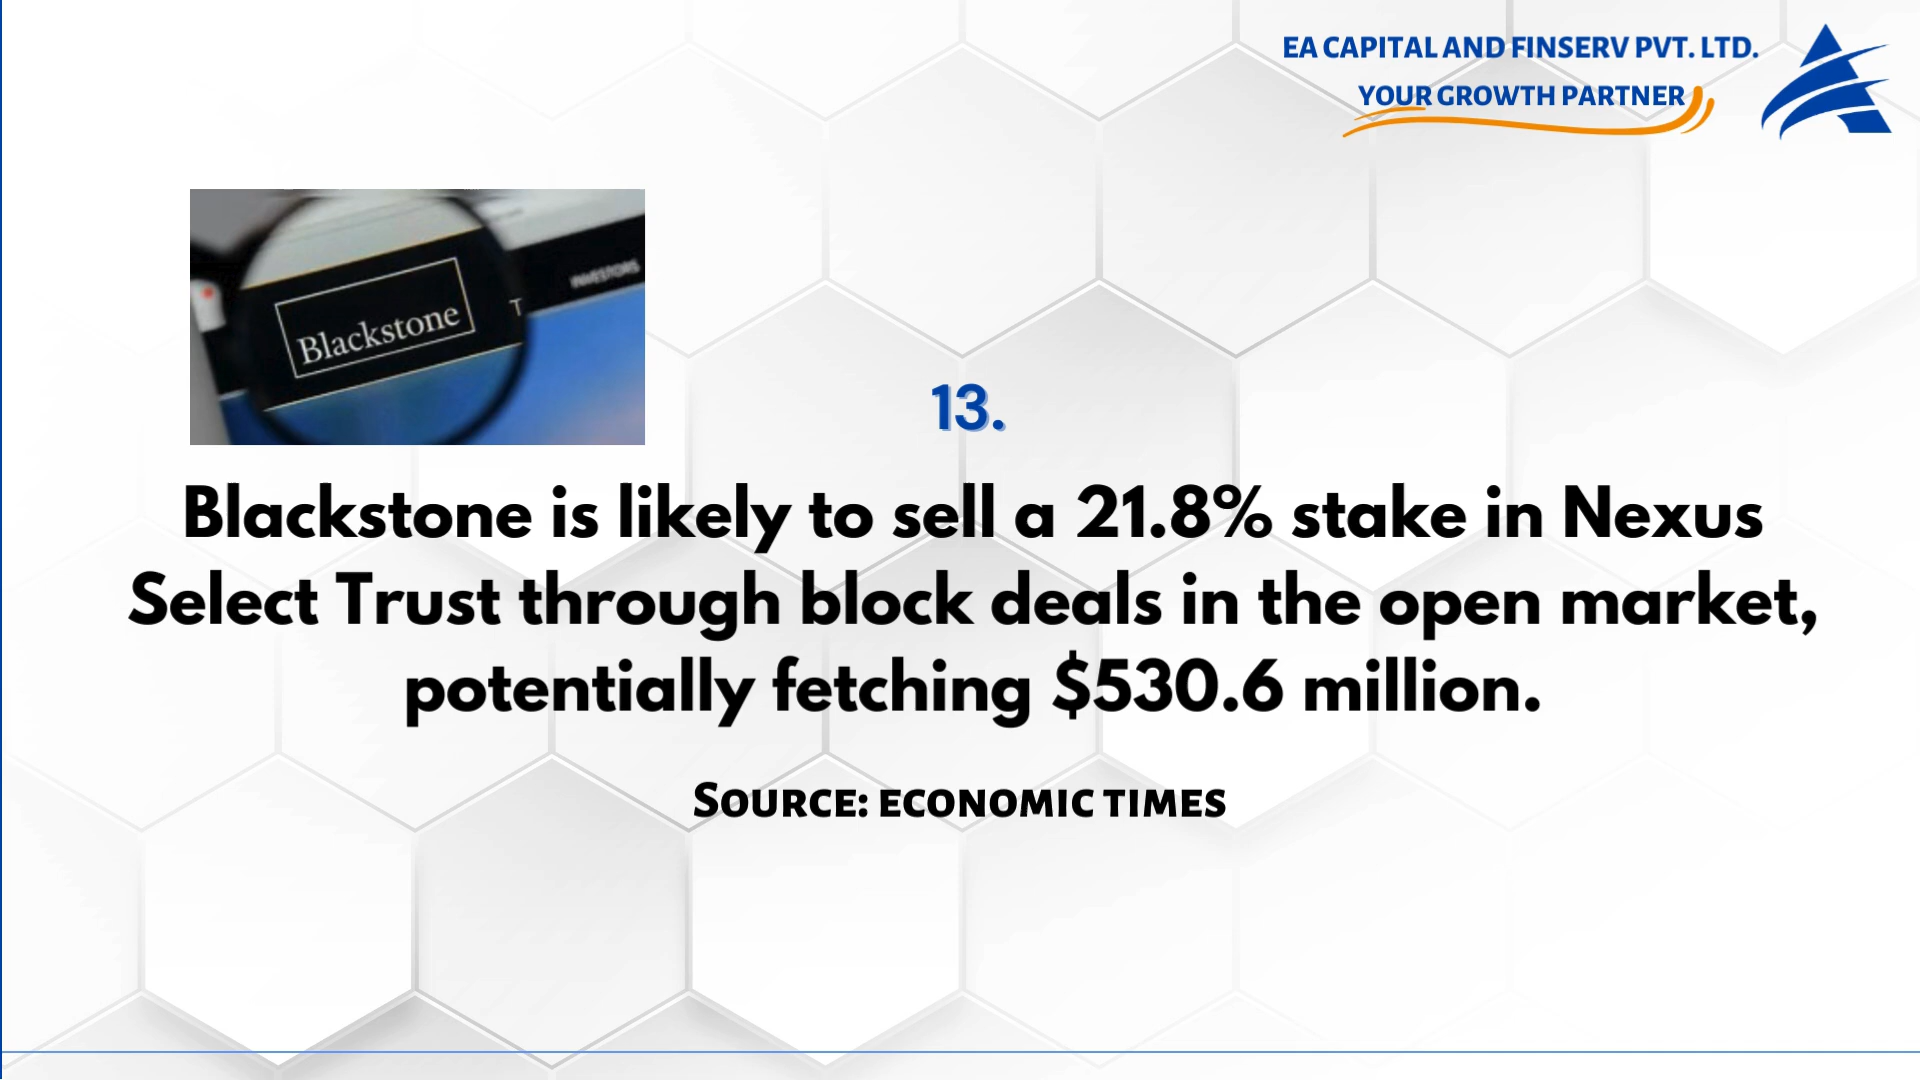 EA CAPITAL AND FINSERV PVT. LTD.
YOUR GROWTH PARTNER
Blackstone
T
INVESTORS
13.
Blackstone is likely to sell a 21.8% stake in Nexus
Select Trust through block deals in the open market,
potentially fetching $530.6 million.
Source: ECONOMIC TIMES